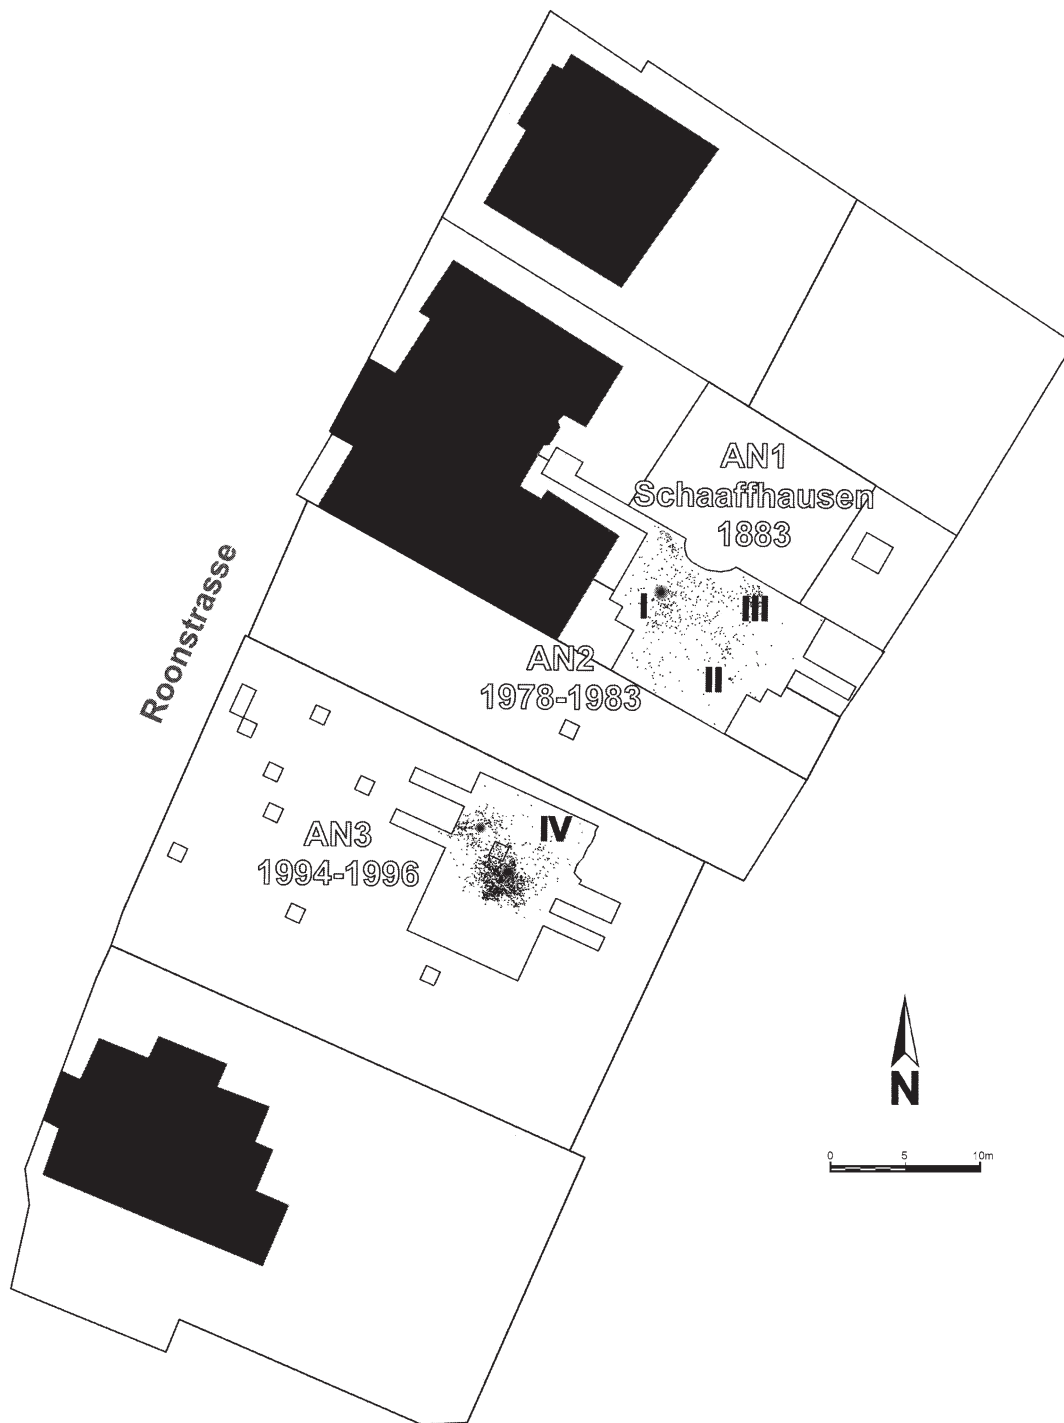 AN1
Schaaffhausen
1883
Roonstrasse
I
III
AN2
1978-1983
II
AN3
1994-1996
IV
N
0 5 10m